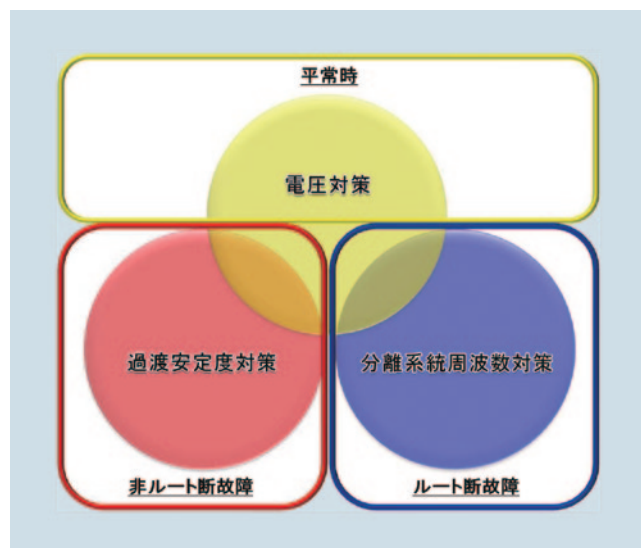 平常時
電圧対策
過渡安定度対策
分離系統周波数対策
非ルート断故障
ルート断故障